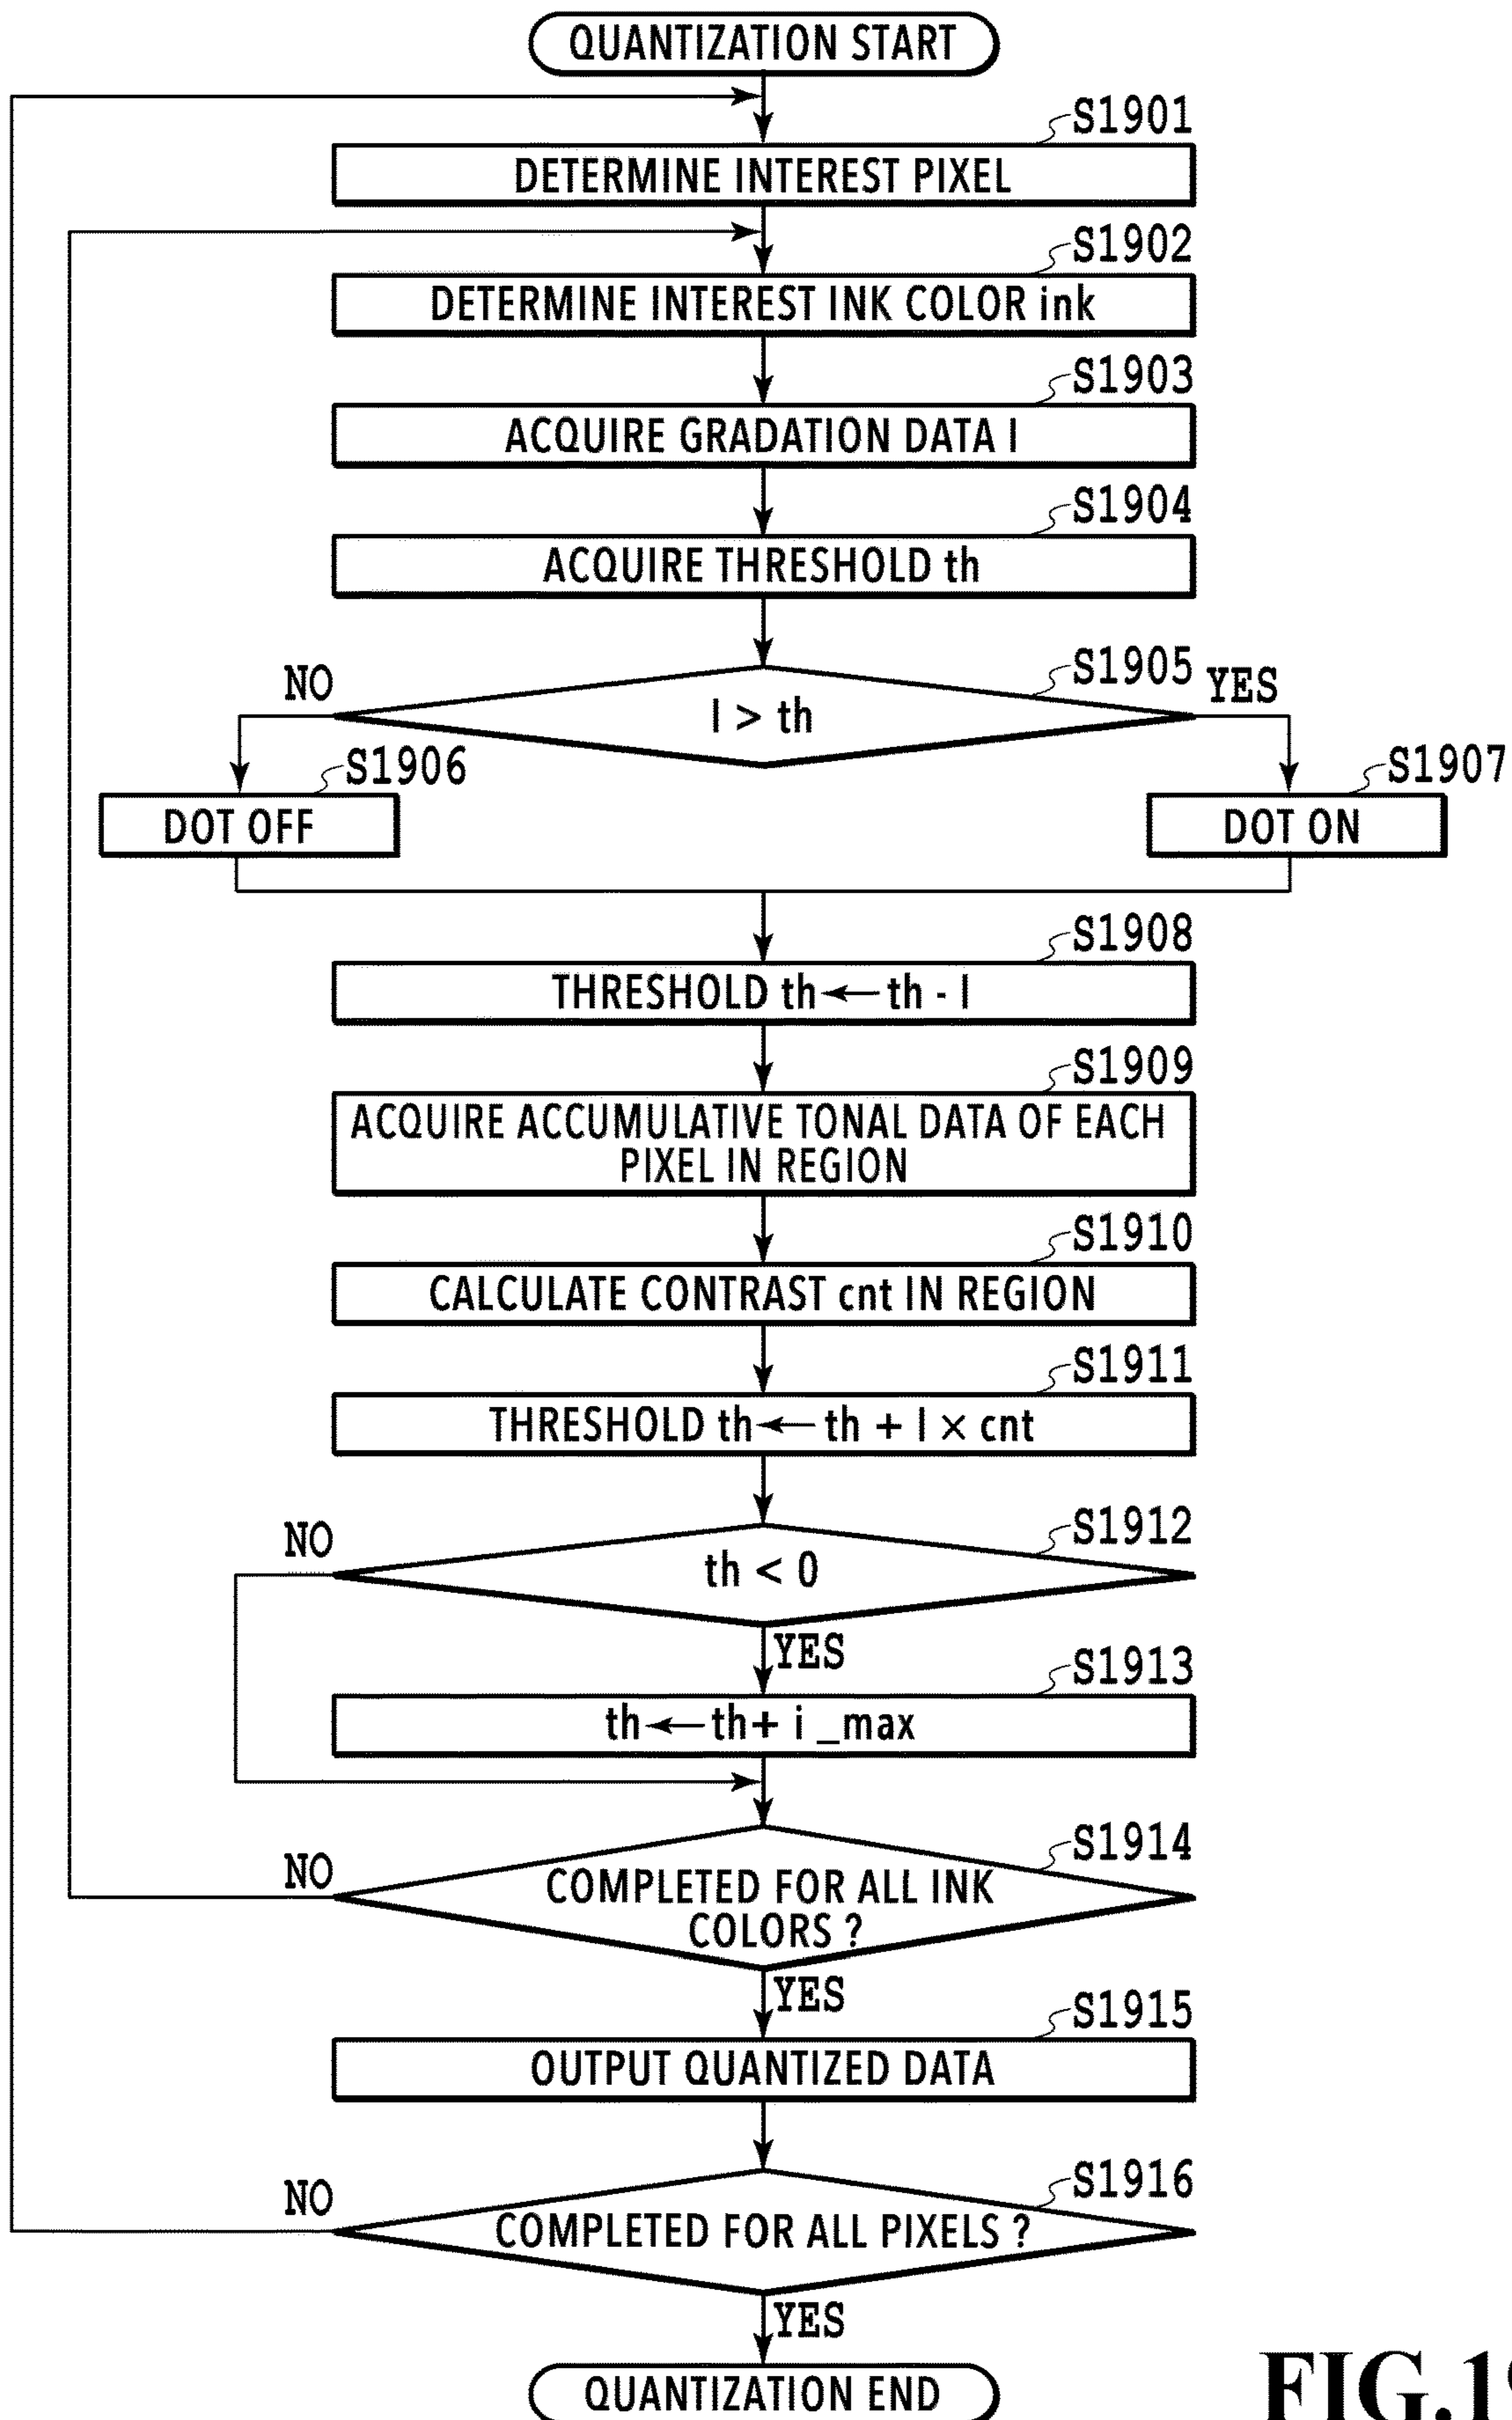 QUANTIZATION START
S1901
DETERMINE INTEREST PIXEL
S1902
DETERMINE INTEREST INK COLOR ink
S1903
ACQUIRE GRADATION DATA I
S1904
ACQUIRE THRESHOLD th
S1905
NO
YES
I > th
S1906
S1907
DOT OFF
DOT ON
S1908
THRESHOLD th ← th - I
S1909
ACQUIRE ACCUMULATIVE TONAL DATA OF EACH
PIXEL IN REGION
S1910
CALCULATE CONTRAST cnt IN REGION
S1911
THRESHOLD th ← th + I × cnt
S1912
NO
th < 0
YES
S1913
th ← th + i _max
S1914
NO
COMPLETED FOR ALL INK
COLORS ?
YES
S1915
OUTPUT QUANTIZED DATA
S1916
NO
COMPLETED FOR ALL PIXELS ?
YES
QUANTIZATION END